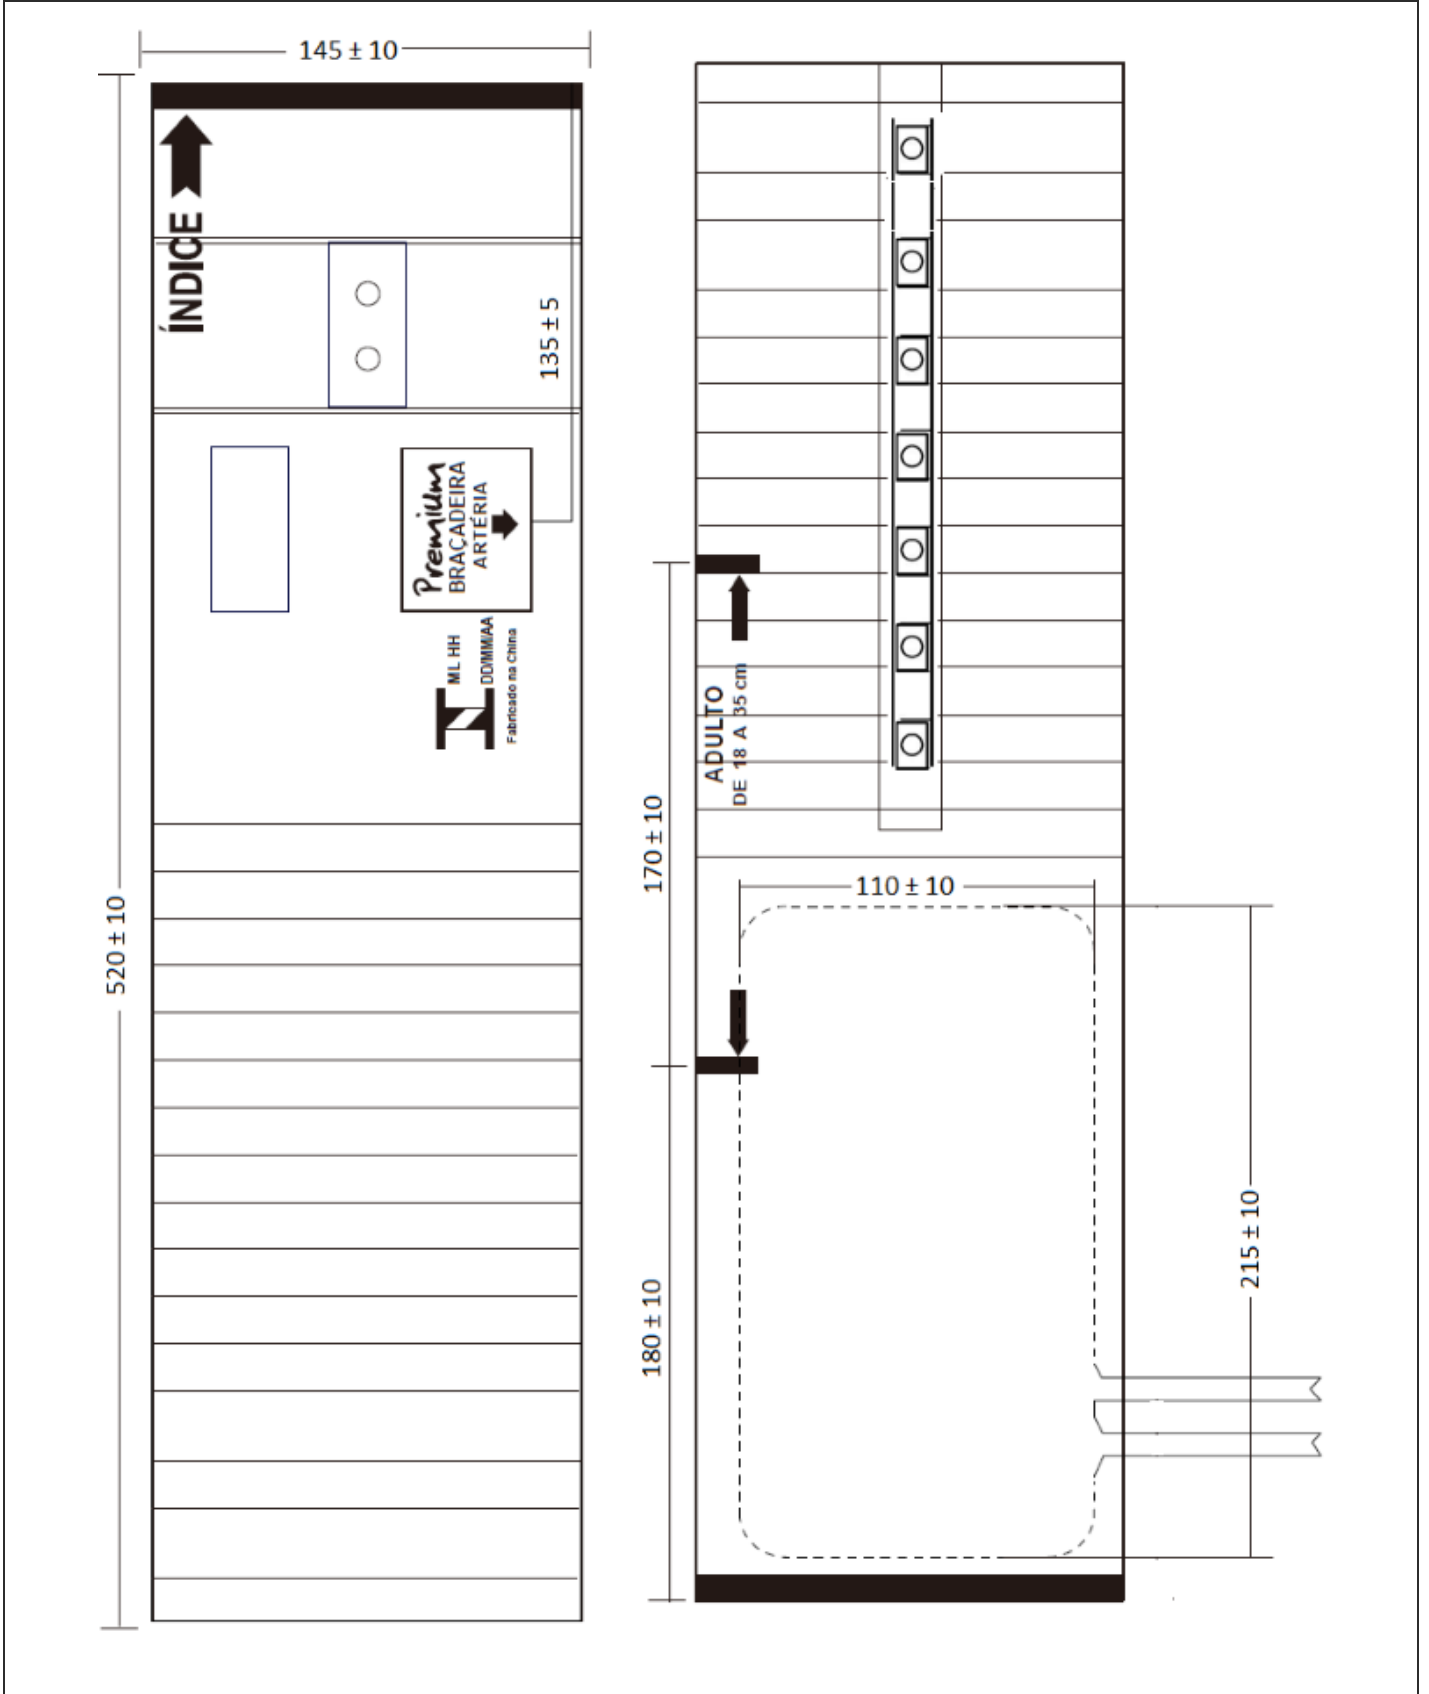 145 ± 10
ÍNDICE
135 ± 5
Premium
BRAÇADEIRA
ARTÉRIA
ML HH
DD/MM/AA
Fabricado na China
520 ± 10
ADULTO
DE 18 A 35 cm
170 ± 10
110 ± 10
180 ± 10
215 ± 10